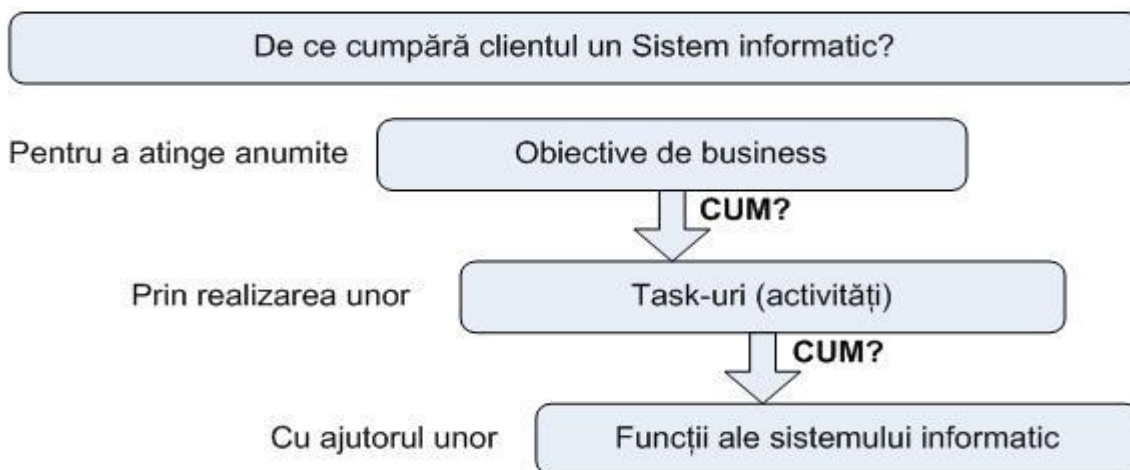 De ce cumpără clientul un Sistem informatic?
Pentru a atinge anumite Obiective de business
CUM?
Prin realizarea unor Task-uri (activități)
CUM?
Cu ajutorul unor Funcții ale sistemului informatic